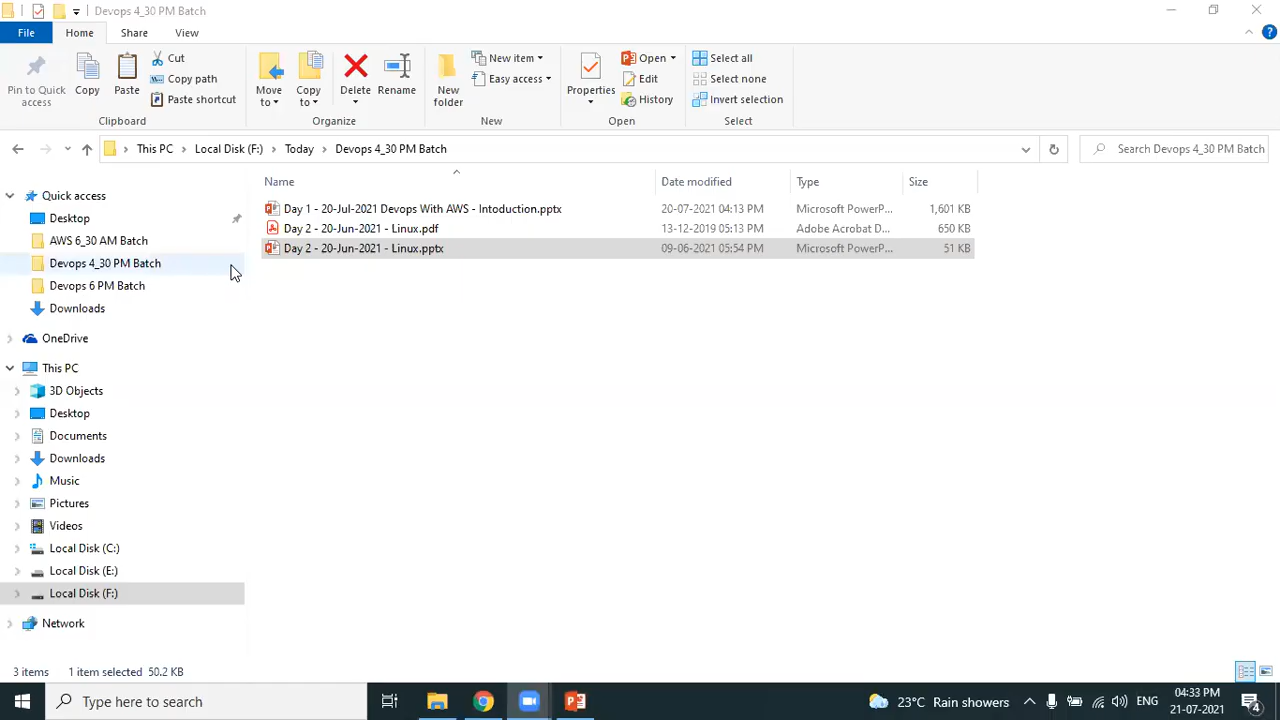 Devops 4_30 PM Batch
File Home Share View
Pin to Quick access
Copy
Paste
Cut
Copy path
Paste shortcut
Clipboard
Move to
Copy to
Delete
Rename
Organize
New folder
New item
Easy access
New
Properties
Open
Edit
History
Open
Select all
Select none
Invert selection
Select
This PC Local Disk (F:) Today Devops 4_30 PM Batch
Search Devops 4_30 PM Batch
Name Date modified Type Size
Day 1 - 20-Jul-2021 Devops With AWS - Intoduction.pptx 20-07-2021 04:13 PM Microsoft PowerP... 1,601 KB
Day 2 - 20-Jun-2021 - Linux.pdf 13-12-2019 05:13 PM Adobe Acrobat D... 650 KB
Day 2 - 20-Jun-2021 - Linux.pptx 09-06-2021 05:54 PM Microsoft PowerP... 51 KB
Quick access
Desktop
AWS 6_30 AM Batch
Devops 4_30 PM Batch
Devops 6 PM Batch
Downloads
OneDrive
This PC
3D Objects
Desktop
Documents
Downloads
Music
Pictures
Videos
Local Disk (C:)
Local Disk (E:)
Local Disk (F:)
Network
3 items 1 item selected 50.2 KB
Type here to search
23°C Rain showers
ENG
04:33 PM
21-07-2021
4